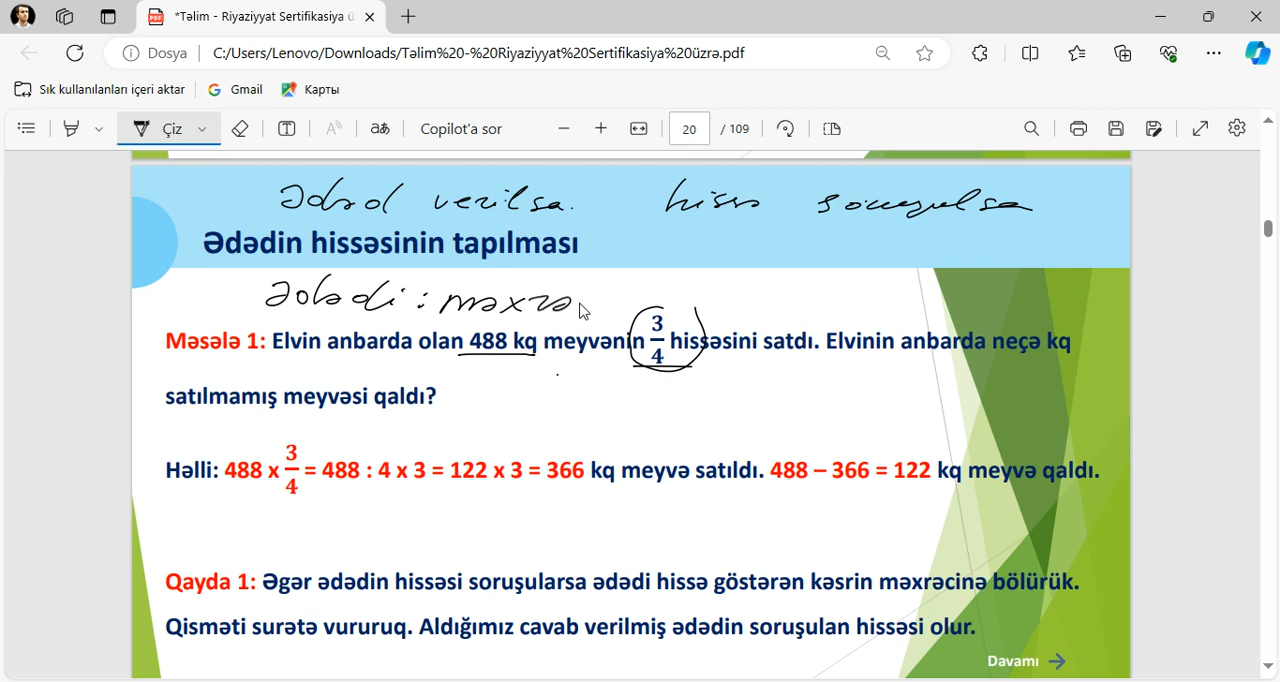 *Təlim - Riyaziyyat Sertifikasiya ü
Dosya C:/Users/Lenovo/Downloads/Təlim%20-%20Riyaziyyat%20Sertifikasiya%20üzrə.pdf
Sık kullanılanları içeri aktar Gmail Карты
Çiz aあ Copilot'a sor 20 / 109
Ədəd verilsə. hissə soruşulsa
Ədədin hissəsinin tapılması
Ədədi : məxrə
Məsələ 1: Elvin anbarda olan 488 kq meyvənin 3/4 hissəsini satdı. Elvinin anbarda neçə kq
satılmamış meyvəsi qaldı?
Həlli: 488 x 3/4 = 488 : 4 x 3 = 122 x 3 = 366 kq meyvə satıldı. 488 – 366 = 122 kq meyvə qaldı.
Qayda 1: Əgər ədədin hissəsi soruşularsa ədədi hissə göstərən kəsrin məxrəcinə bölürük.
Qisməti surətə vururuq. Aldığımız cavab verilmiş ədədin soruşulan hissəsi olur.
Davamı